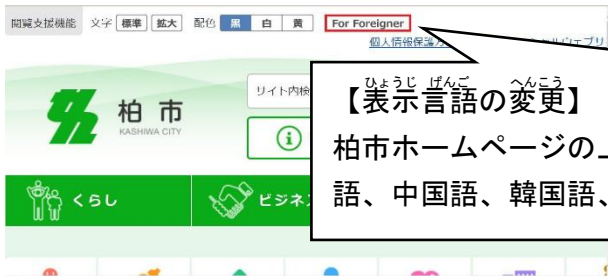 閲覧支援機能 文字 標準 拡大 配色 黒 白 黄 For Foreigner
個人情報保護
サイト内検
柏市
KASHIWA CITY
くらし
ビジネス
ひょうじ げんご へんこう
【表示言語の変更】
柏市ホームページの
語、中国語、韓国語、